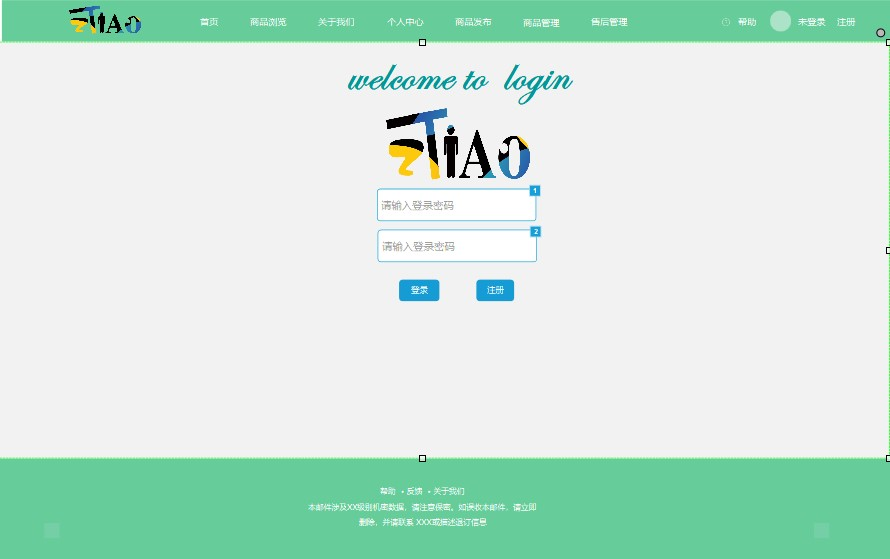 TiAO 首页 商品浏览 关于我们 个人中心 商品发布 商品管理 售后管理 帮助 未登录 注册
welcome to login
TiAO
1
请输入登录密码
2
请输入登录密码
登录 注册
帮助 • 反馈 • 关于我们
本邮件涉及XX级别机密数据，请注意保密。如误收本邮件，请立即
删除，并请联系 XXX或描述退订信息